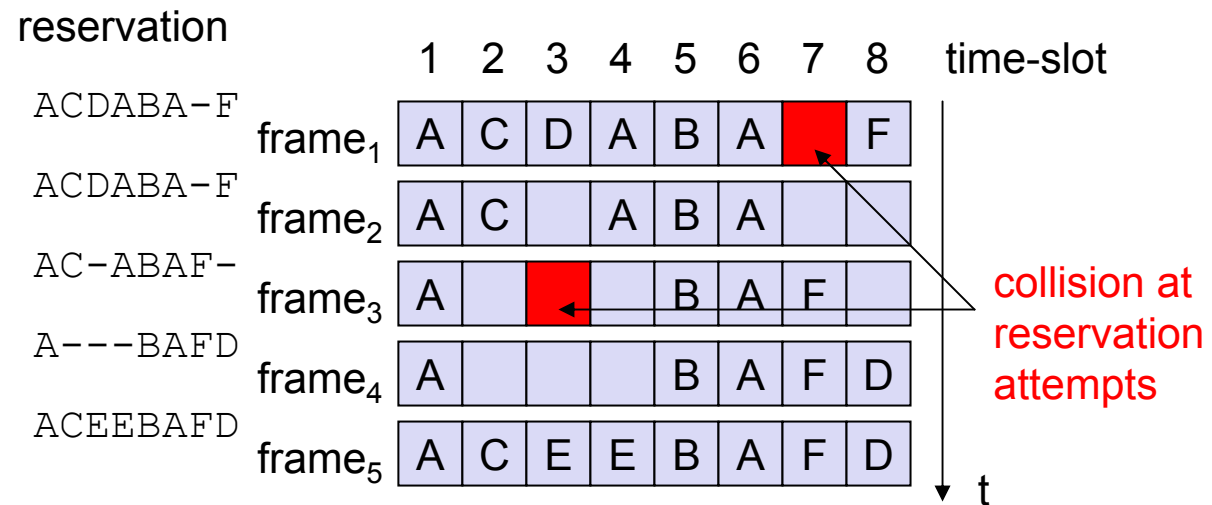 reservation
1 2 3 4 5 6 7 8 time-slot
ACDABA-F
frame₁ A C D A B A F
ACDABA-F
frame₂ A C A B A
AC-ABAF-
frame₃ A B A F
A---BAFD
frame₄ A B A F D
ACEEBAFD
frame₅ A C E E B A F D
collision at
reservation
attempts
t